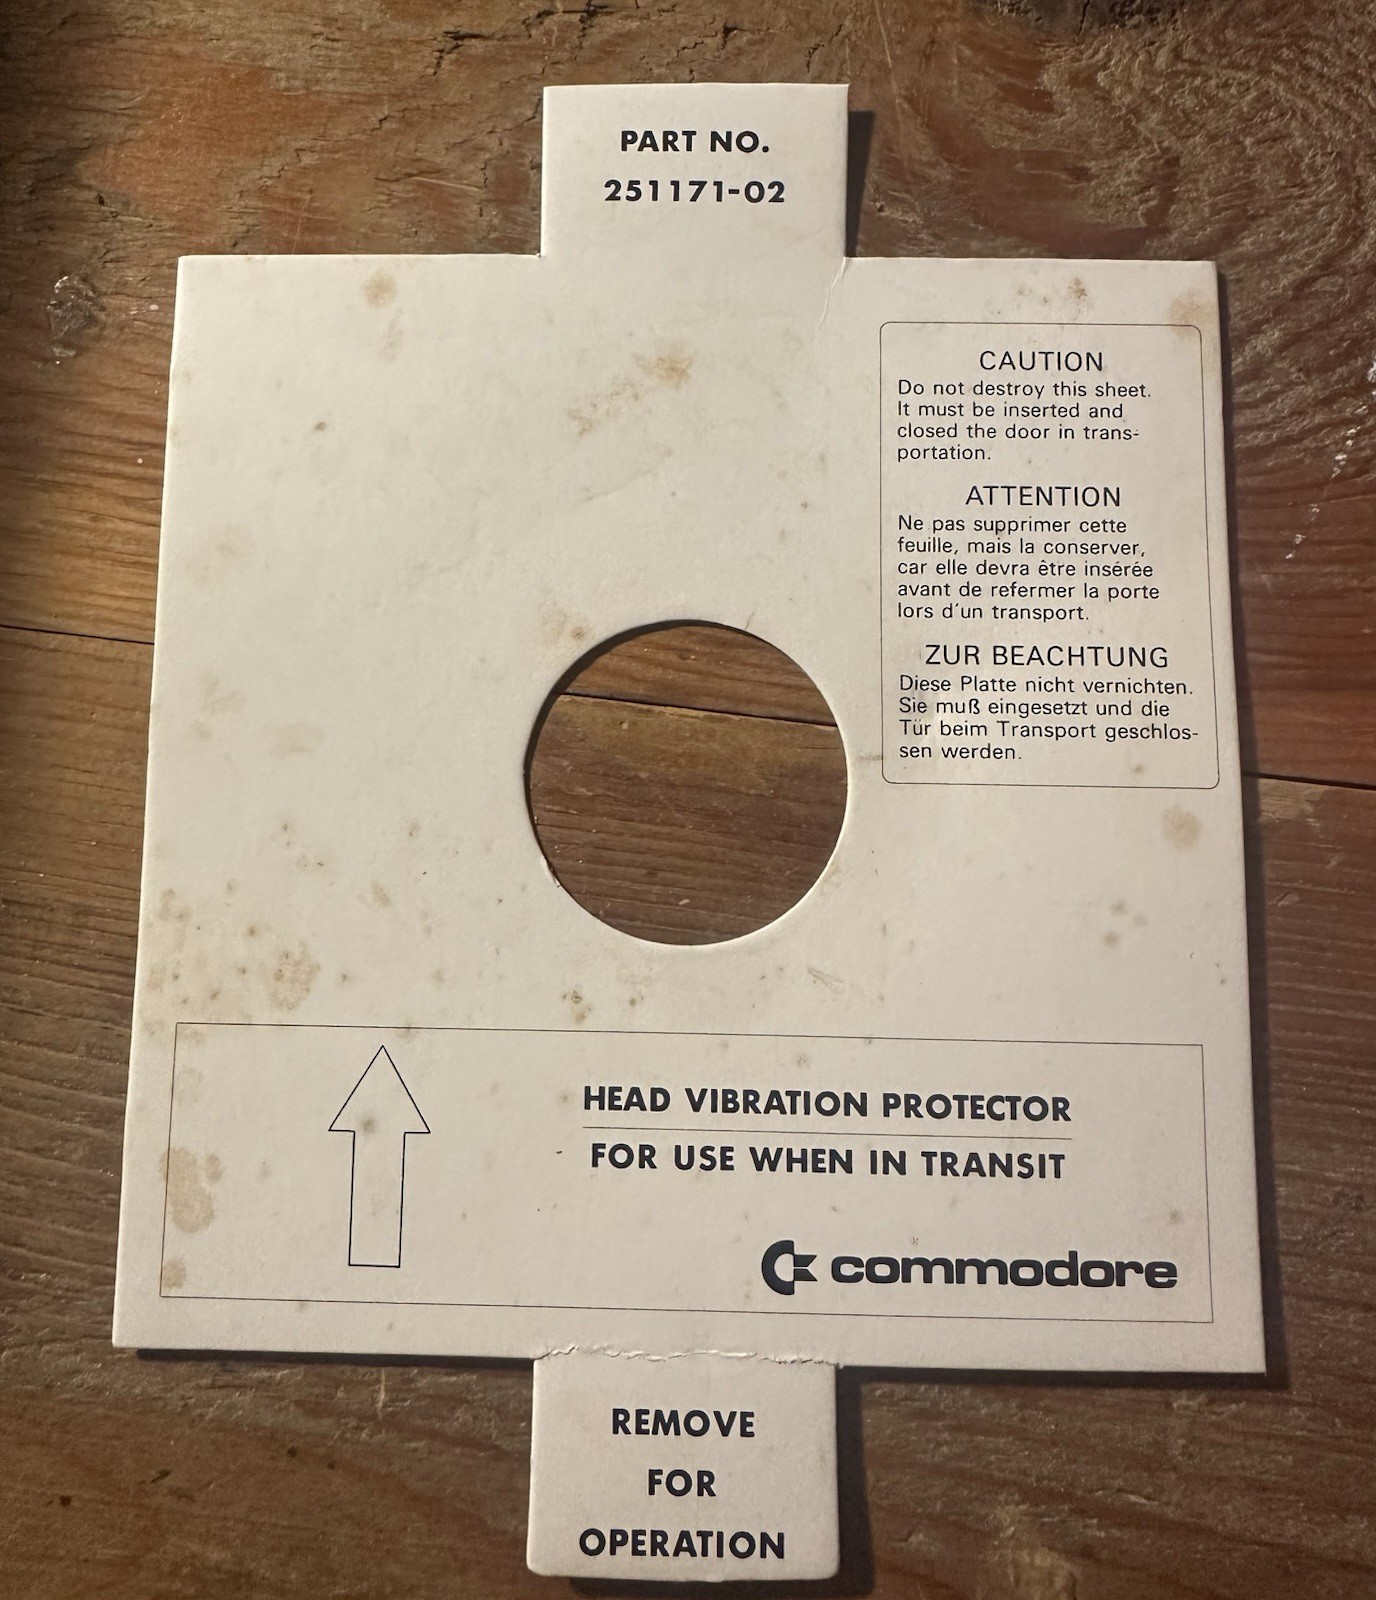 PART NO.
251171-02
CAUTION
Do not destroy this sheet.
It must be inserted and
closed the door in trans-
portation.
ATTENTION
Ne pas supprimer cette
feuille, mais la conserver,
car elle devra être insérée
avant de refermer la porte
lors d'un transport.
ZUR BEACHTUNG
Diese Platte nicht vernichten.
Sie muß eingesetzt und die
Tür beim Transport geschlos-
sen werden.
HEAD VIBRATION PROTECTOR
FOR USE WHEN IN TRANSIT
commodore
REMOVE
FOR
OPERATION